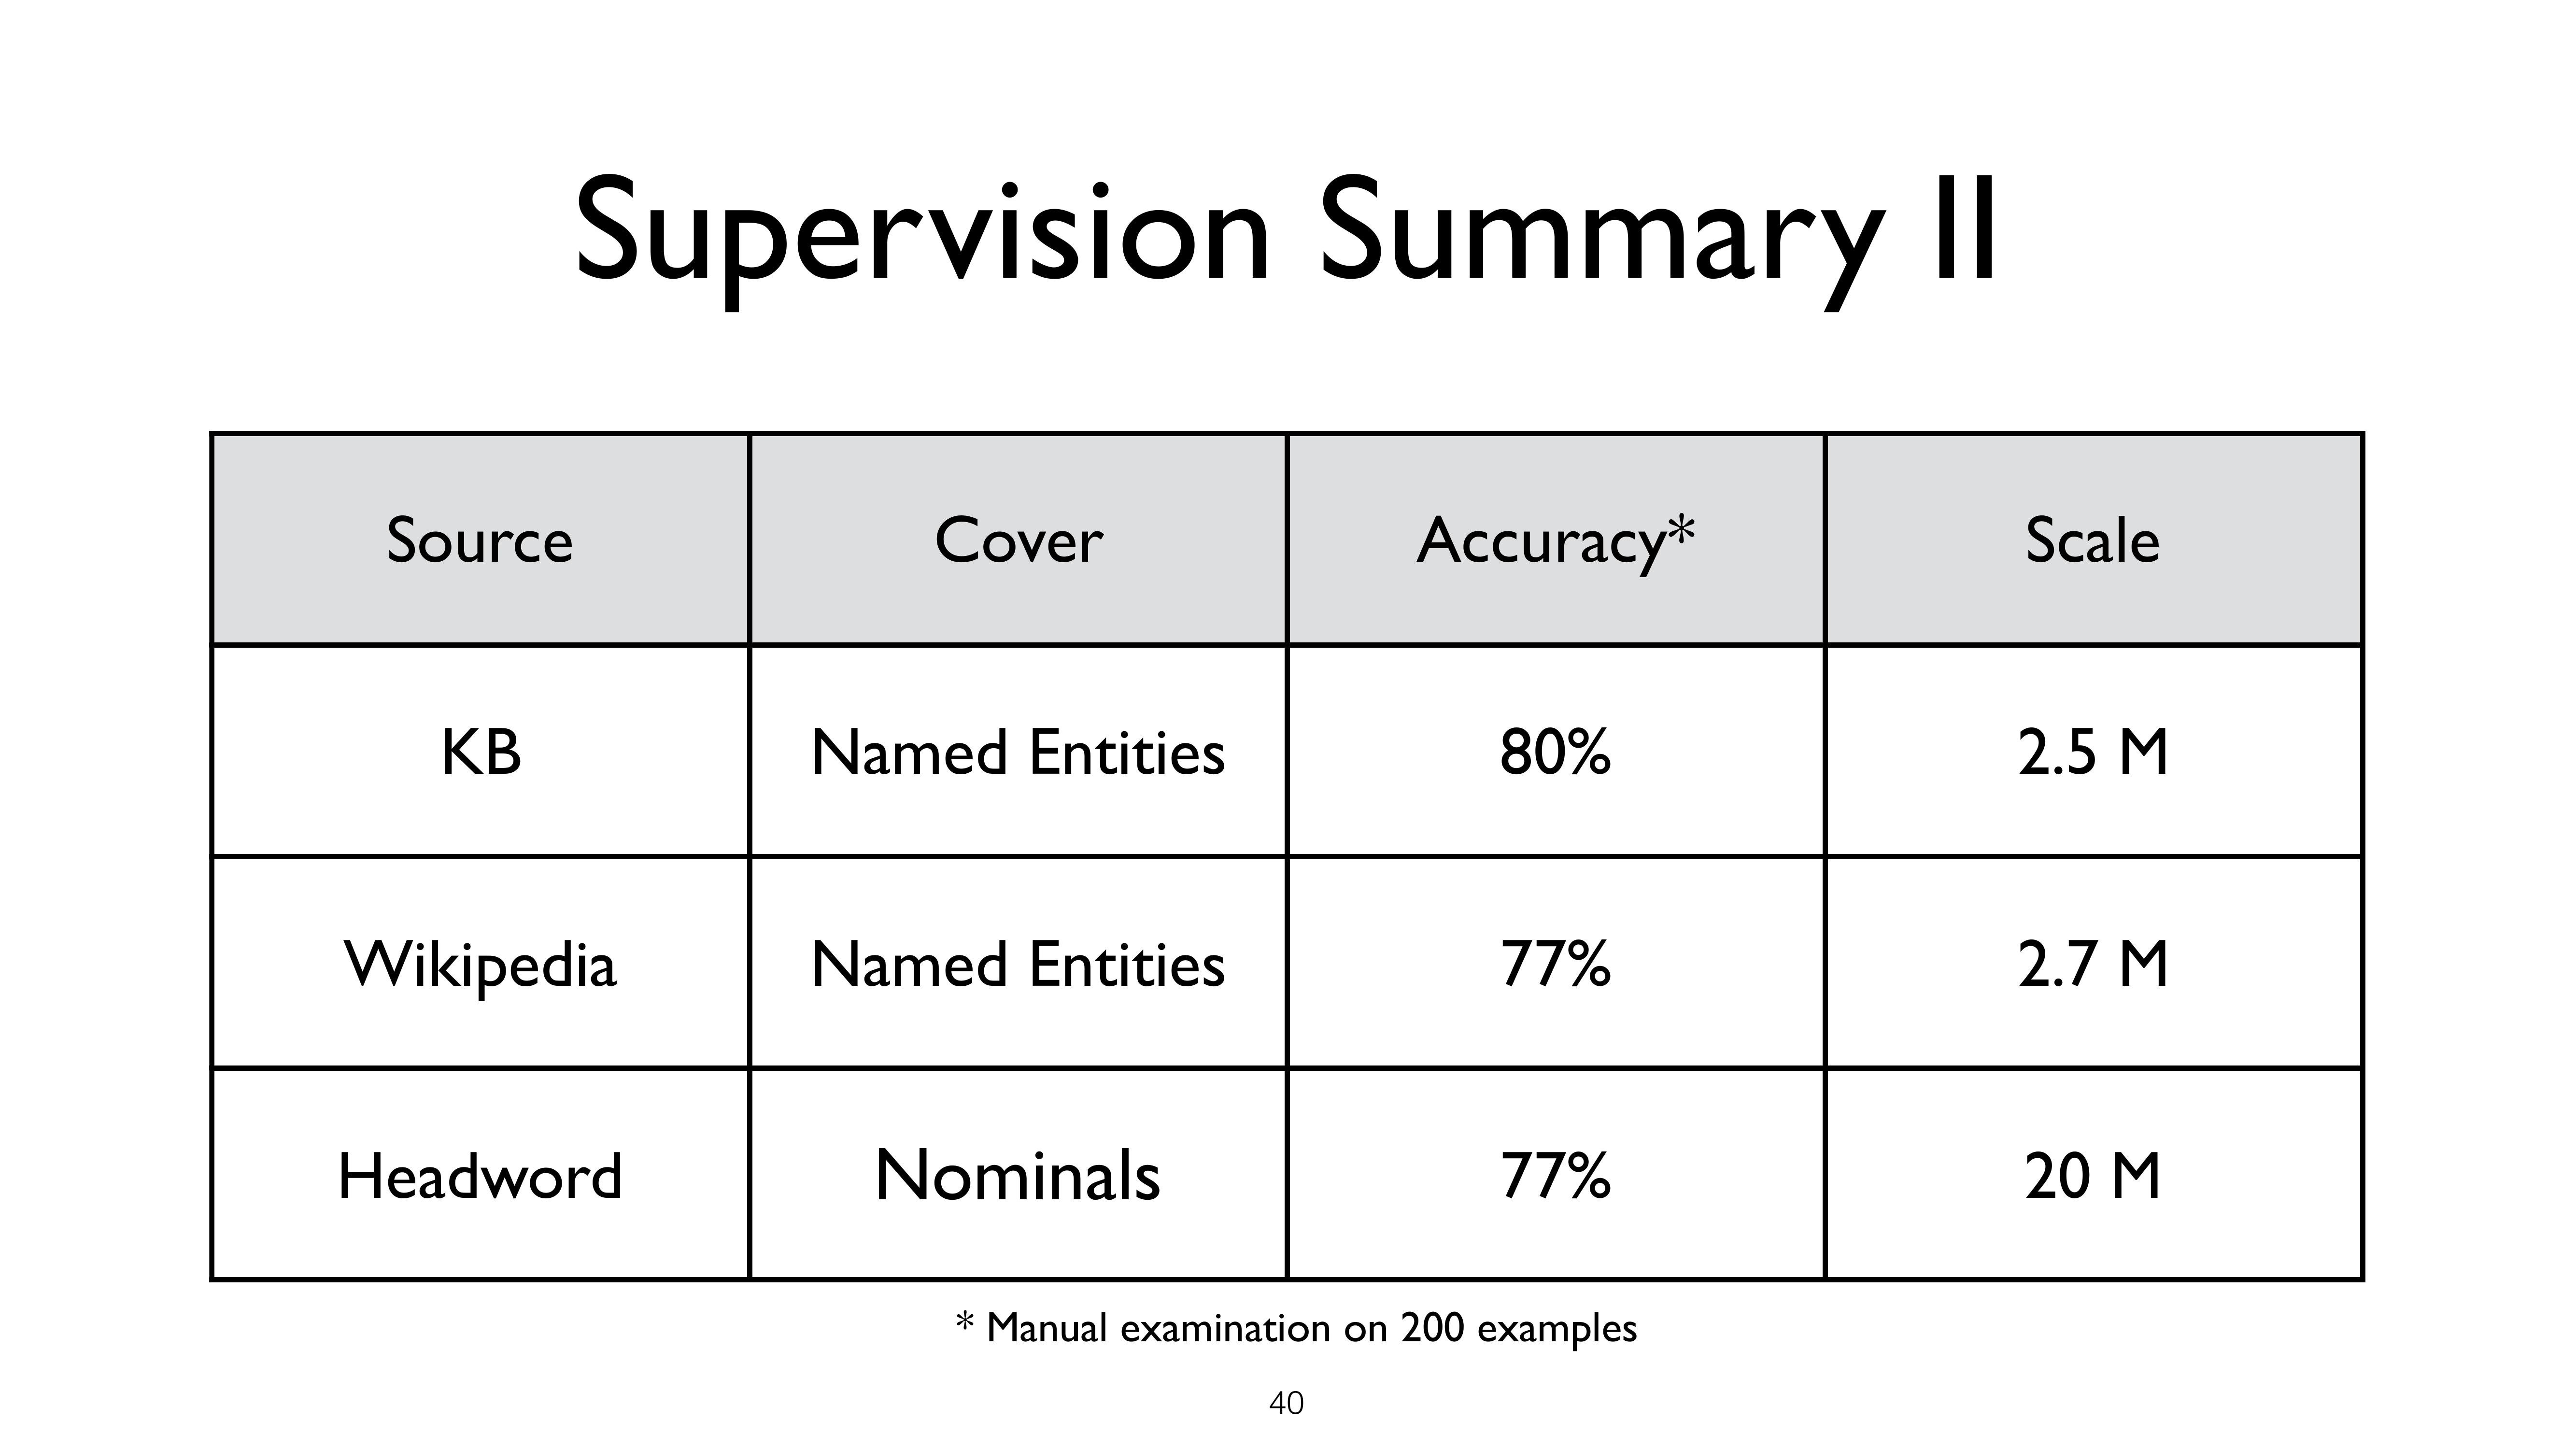 Supervision Summary II
Source Cover Accuracy* Scale
KB Named Entities 80% 2.5 M
Wikipedia Named Entities 77% 2.7 M
Headword Nominals 77% 20 M
* Manual examination on 200 examples
40